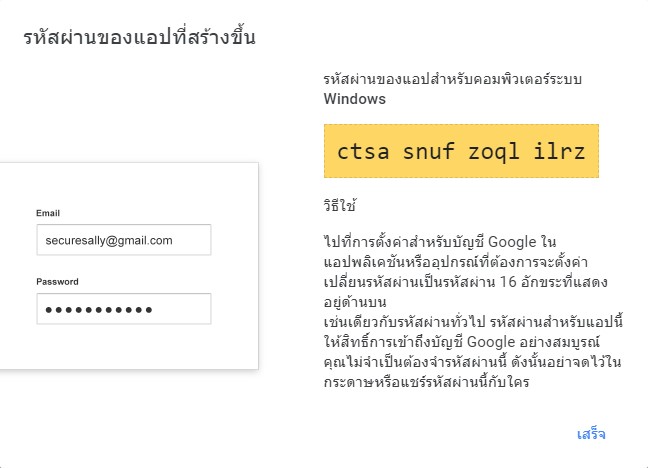 รหัสผ่านของแอปที่สร้างขึ้น
รหัสผ่านของแอปสำหรับคอมพิวเตอร์ระบบ
Windows
ctsa snuf zoql ilrz
Email
securesally@gmail.com
Password
●●●●●●●●●●●
วิธีใช้
ไปที่การตั้งค่าสำหรับบัญชี Google ใน
แอปพลิเคชันหรืออุปกรณ์ที่ต้องการจะตั้งค่า
เปลี่ยนรหัสผ่านเป็นรหัสผ่าน 16 อักขระที่แสดง
อยู่ด้านบน
เช่นเดียวกับรหัสผ่านทั่วไป รหัสผ่านสำหรับแอปนี้
ให้สิทธิ์การเข้าถึงบัญชี Google อย่างสมบูรณ์
คุณไม่จำเป็นต้องจำรหัสผ่านนี้ ดังนั้นอย่าจดไว้ใน
กระดาษหรือแชร์รหัสผ่านนี้กับใคร
เสร็จ